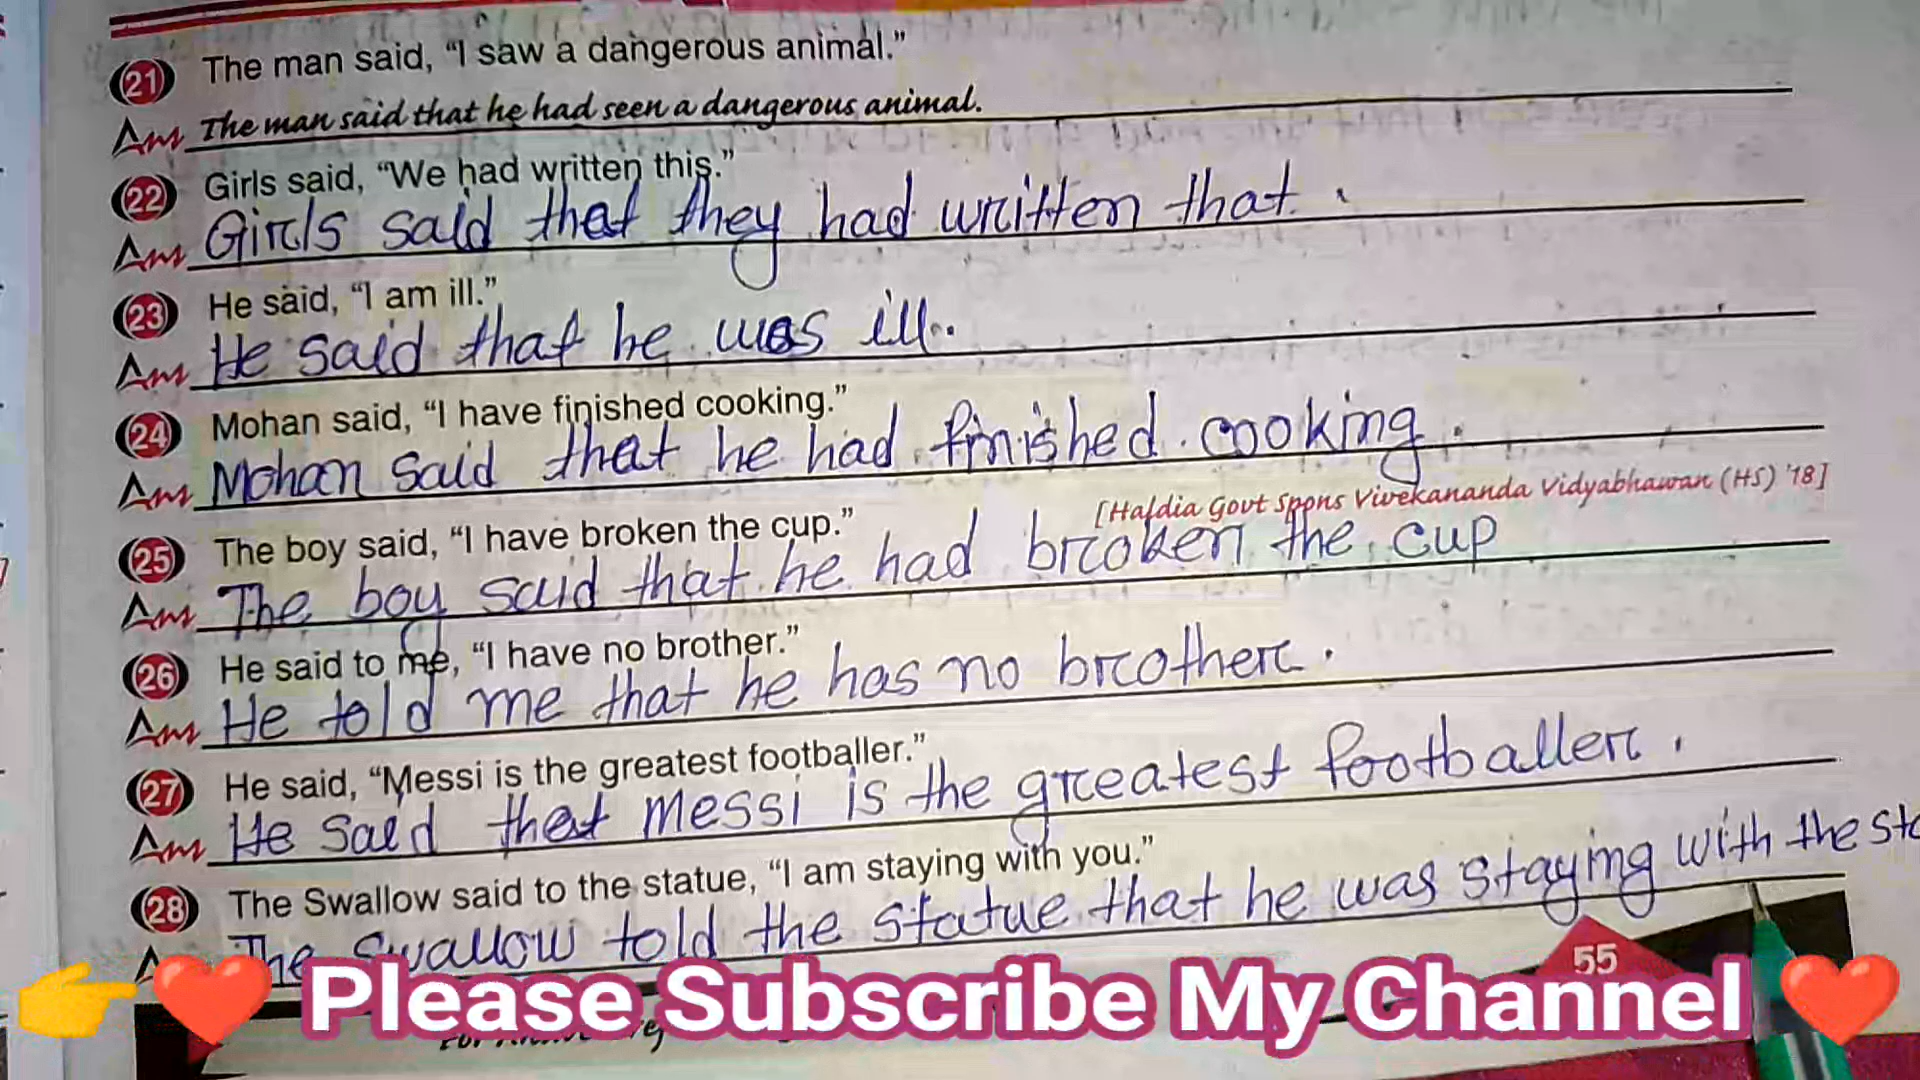 (21) The man said, “I saw a dangerous animal.”
Ans The man said that he had seen a dangerous animal.
(22) Girls said, “We had written this.”
Ans Girls said that they had written that.
(23) He said, “I am ill.”
Ans He said that he was ill.
(24) Mohan said, “I have finished cooking.”
Ans Mohan said that he had finished cooking.
[Haldia Govt Spons Vivekananda Vidyabhawan (HS) '18]
(25) The boy said, “I have broken the cup.”
Ans The boy said that he had broken the cup
(26) He said to me, “I have no brother.”
Ans He told me that he has no brother.
(27) He said, “Messi is the greatest footballer.”
Ans He said that Messi is the greatest footballer.
(28) The Swallow said to the statue, “I am staying with you.”
The Swallow told the statue that he was staying with the
55
👉❤️ Please Subscribe My Channel ❤️